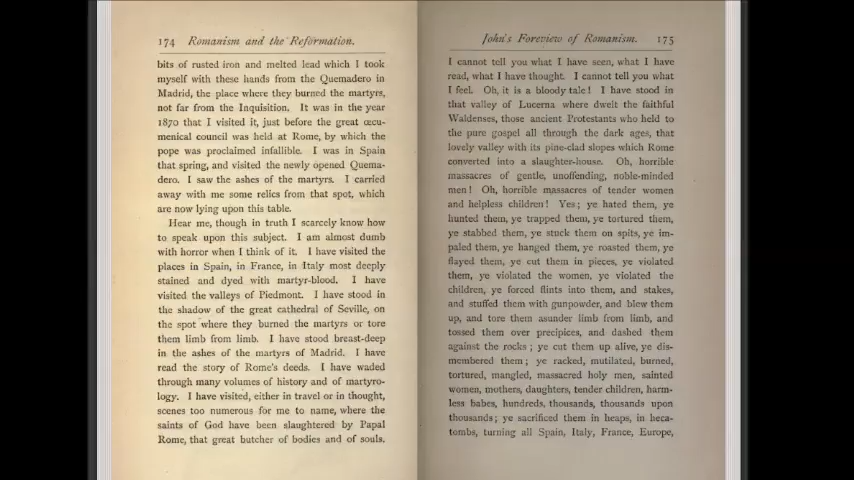 174 Romanism and the Reformation.
bits of rusted iron and melted lead which I took
myself with these hands from the Quemadero in
Madrid, the place where they burned the martyrs,
not far from the Inquisition. It was in the year
1870 that I visited it, just before the great œcu-
menical council was held at Rome, by which the
pope was proclaimed infallible. I was in Spain
that spring, and visited the newly opened Quema-
dero. I saw the ashes of the martyrs. I carried
away with me some relics from that spot, which
are now lying upon this table.
Hear me, though in truth I scarcely know how
to speak upon this subject. I am almost dumb
with horror when I think of it. I have visited the
places in Spain, in France, in Italy most deeply
stained and dyed with martyr-blood. I have
visited the valleys of Piedmont. I have stood in
the shadow of the great cathedral of Seville, on
the spot where they burned the martyrs or tore
them limb from limb. I have stood breast-deep
in the ashes of the martyrs of Madrid. I have
read the story of Rome's deeds. I have waded
through many volumes of history and of martyro-
logy. I have visited, either in travel or in thought,
scenes too numerous for me to name, where the
saints of God have been slaughtered by Papal
Rome, that great butcher of bodies and of souls.
John's Foreview of Romanism. 175
I cannot tell you what I have seen, what I have
read, what I have thought. I cannot tell you what
I feel. Oh, it is a bloody tale! I have stood in
that valley of Lucerna where dwelt the faithful
Waldenses, those ancient Protestants who held to
the pure gospel all through the dark ages, that
lovely valley with its pine-clad slopes which Rome
converted into a slaughter-house. Oh, horrible
massacres of gentle, unoffending, noble-minded
men! Oh, horrible massacres of tender women
and helpless children! Yes; ye hated them, ye
hunted them, ye trapped them, ye tortured them,
ye stabbed them, ye stuck them on spits, ye im-
paled them, ye hanged them, ye roasted them, ye
flayed them, ye cut them in pieces, ye violated
them, ye violated the women, ye violated the
children, ye forced flints into them, and stakes,
and stuffed them with gunpowder, and blew them
up, and tore them asunder limb from limb, and
tossed them over precipices, and dashed them
against the rocks; ye cut them up alive, ye dis-
membered them; ye racked, mutilated, burned,
tortured, mangled, massacred holy men, sainted
women, mothers, daughters, tender children, harm-
less babes, hundreds, thousands, thousands upon
thousands; ye sacrificed them in heaps, in heca-
tombs, turning all Spain, Italy, France, Europe,